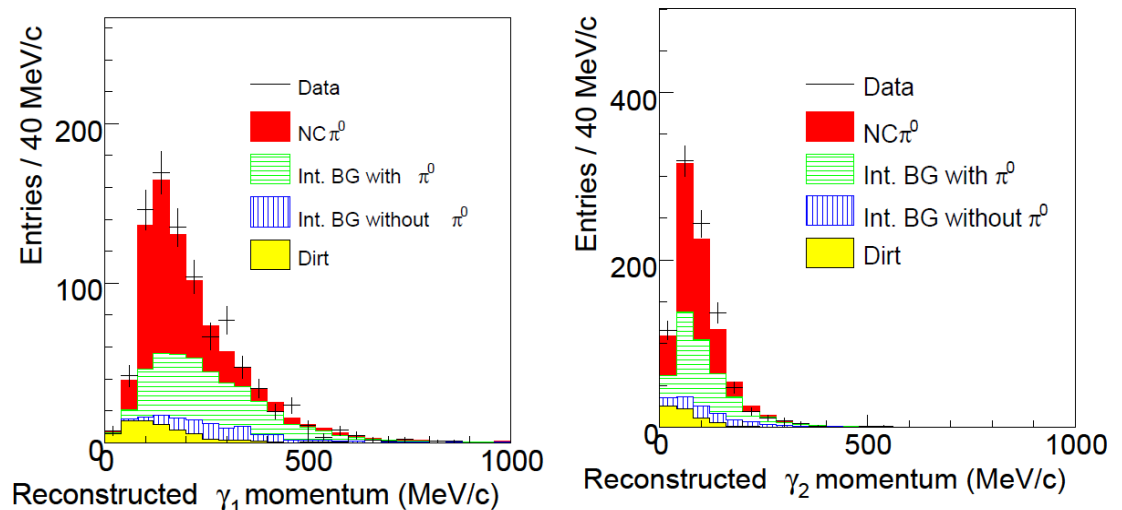 Entries / 40 MeV/c
200
100
0
Data
NC π⁰
Int. BG with π⁰
Int. BG without π⁰
Dirt
0 500 1000
Reconstructed γ₁ momentum (MeV/c)
Entries / 40 MeV/c
400
200
0
Data
NCπ⁰
Int. BG with π⁰
Int. BG without π⁰
Dirt
0 500 1000
Reconstructed γ₂ momentum (MeV/c)